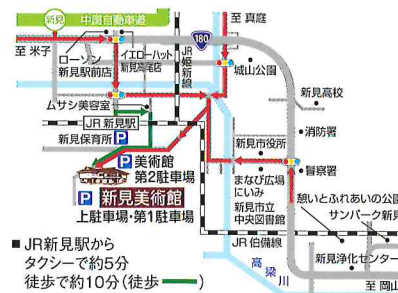 新見
中国自動車道
至 真庭
180
至 米子
ローソン
新見駅前店
イエローハット
新見高尾店
JR姫新線
城山公園
ムサシ美容室
新見高校
JR 新見駅
消防署
新見保育所
P
新見市役所
P 美術館
第2駐車場
警察署
まなび広場
にいみ
P 新見美術館
上駐車場・第1駐車場
新見市立
中央図書館
憩いとふれあいの公園
サンパーク新見
JR 伯備線
■ JR新見駅から
タクシーで約5分
徒歩で約10分(徒歩 )
高梁川
新見浄化センター
至 岡山